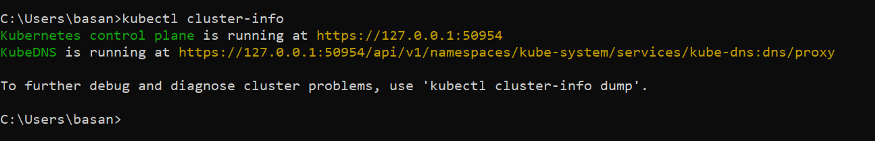 C:\Users\basan>kubectl cluster-info
Kubernetes control plane is running at https://127.0.0.1:50954
KubeDNS is running at https://127.0.0.1:50954/api/v1/namespaces/kube-system/services/kube-dns:dns/proxy
To further debug and diagnose cluster problems, use 'kubectl cluster-info dump'.
C:\Users\basan>